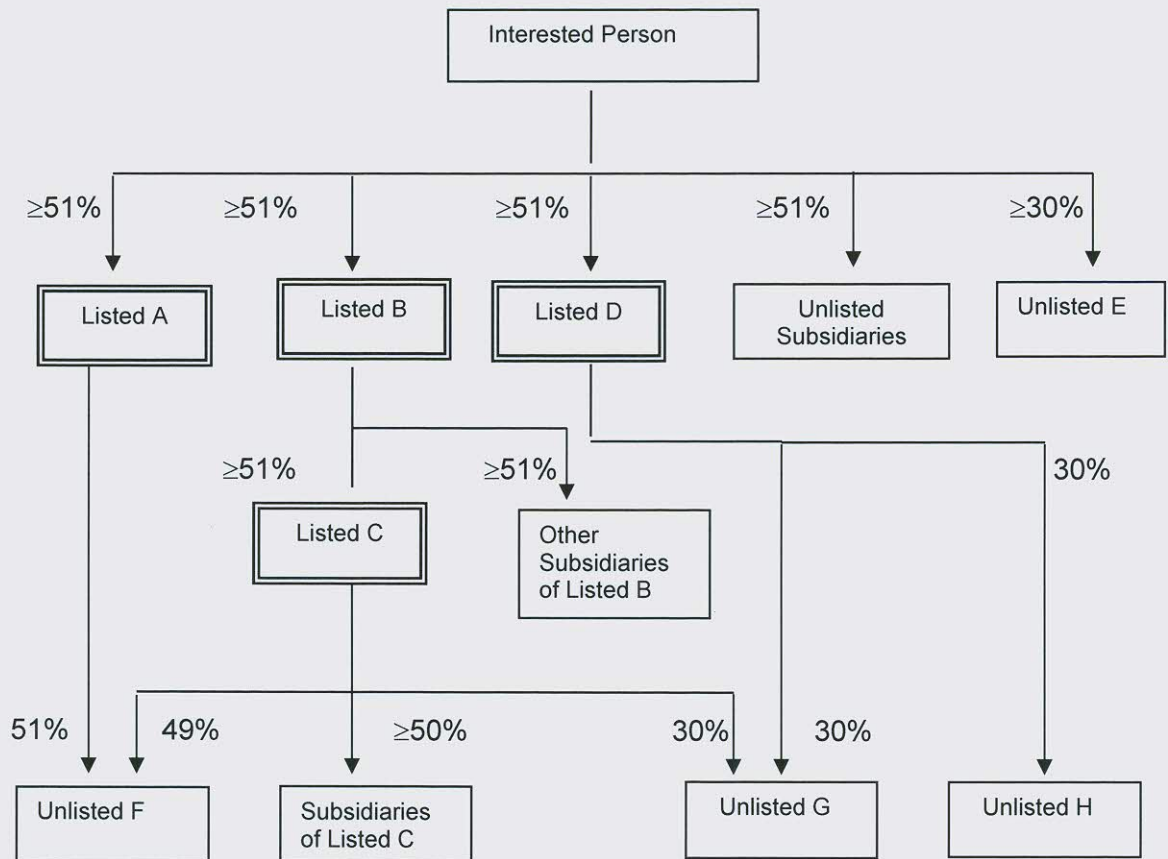 Interested Person
≥51%
≥51%
≥51%
≥51%
≥30%
Listed A
Listed B
Listed D
Unlisted
Subsidiaries
Unlisted E
≥51%
≥51%
30%
Listed C
Other
Subsidiaries
of Listed B
51%
49%
≥50%
30%
30%
Unlisted F
Subsidiaries
of Listed C
Unlisted G
Unlisted H